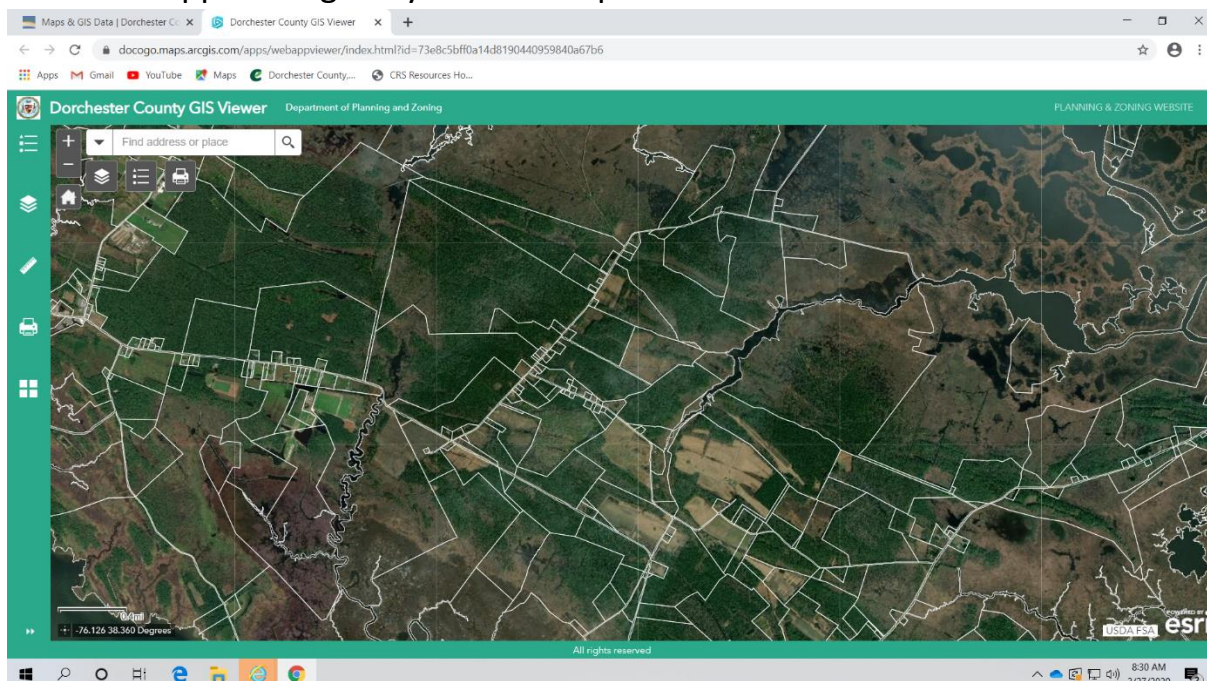 Maps & GIS Data | Dorchester Co
Dorchester County GIS Viewer
docogo.maps.arcgis.com/apps/webappviewer/index.html?id=73e8c5bff0a14d8190440959840a67b6
Apps Gmail YouTube Maps Dorchester County,... CRS Resources Ho...
Dorchester County GIS Viewer Department of Planning and Zoning PLANNING & ZONING WEBSITE
Find address or place
0.4mi
-76.126 38.360 Degrees
POWERED BY
USDA FSA esri
All rights reserved
8:30 AM